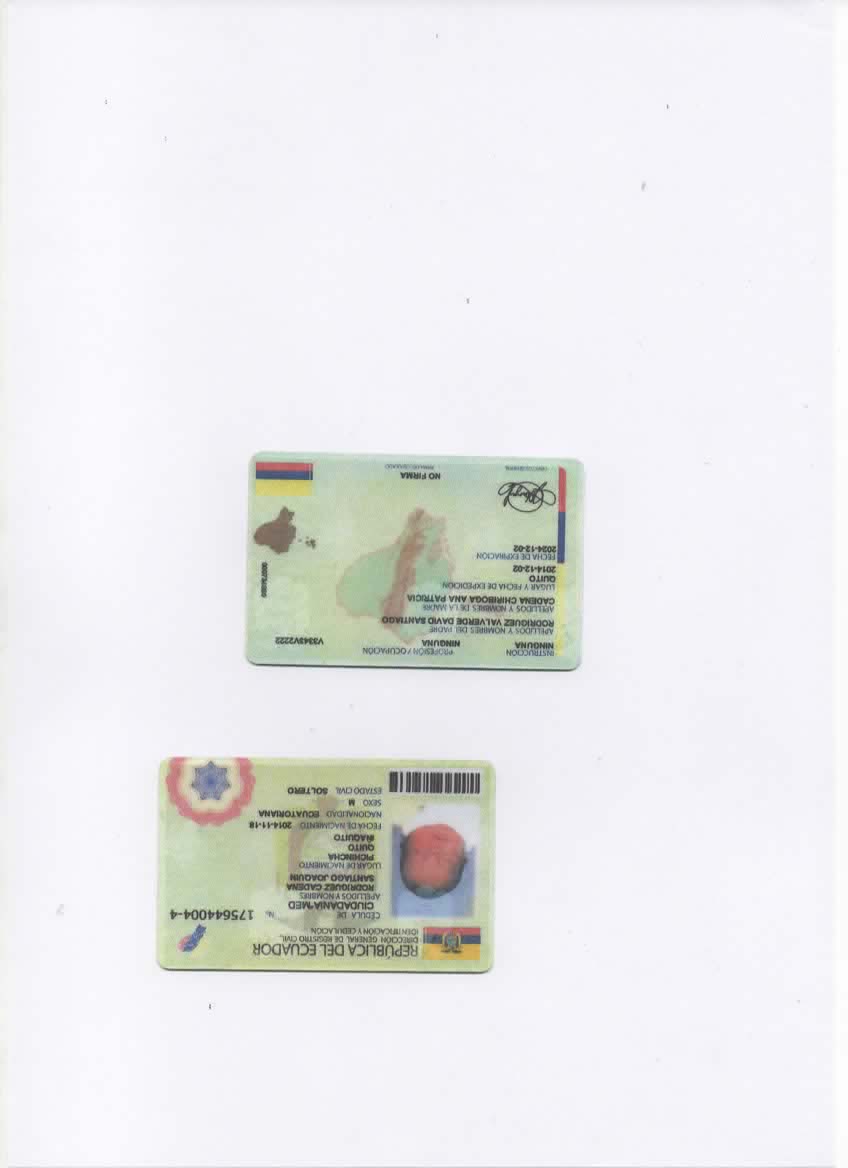 REPÚBLICA DEL ECUADOR
DIRECCIÓN GENERAL DE REGISTRO CIVIL,
IDENTIFICACIÓN Y CEDULACIÓN
CÉDULA DE No. 175644004-4
CIUDADANÍA*MED
APELLIDOS Y NOMBRES
RODRIGUEZ CADENA
SANTIAGO JOAQUIN
LUGAR DE NACIMIENTO
PICHINCHA
QUITO
IÑAQUITO
FECHA DE NACIMIENTO 2014-11-18
NACIONALIDAD ECUATORIANA
SEXO M
ESTADO CIVIL SOLTERO
INSTRUCCIÓN PROFESIÓN / OCUPACIÓN
NINGUNA NINGUNA V3343V2222
APELLIDOS Y NOMBRES DEL PADRE
RODRIGUEZ VALVERDE DAVID SANTIAGO
APELLIDOS Y NOMBRES DE LA MADRE
CADENA CHIRIBOGA ANA PATRICIA
LUGAR Y FECHA DE EXPEDICIÓN
QUITO
2014-12-02
FECHA DE EXPIRACIÓN
2024-12-02
NO FIRMA